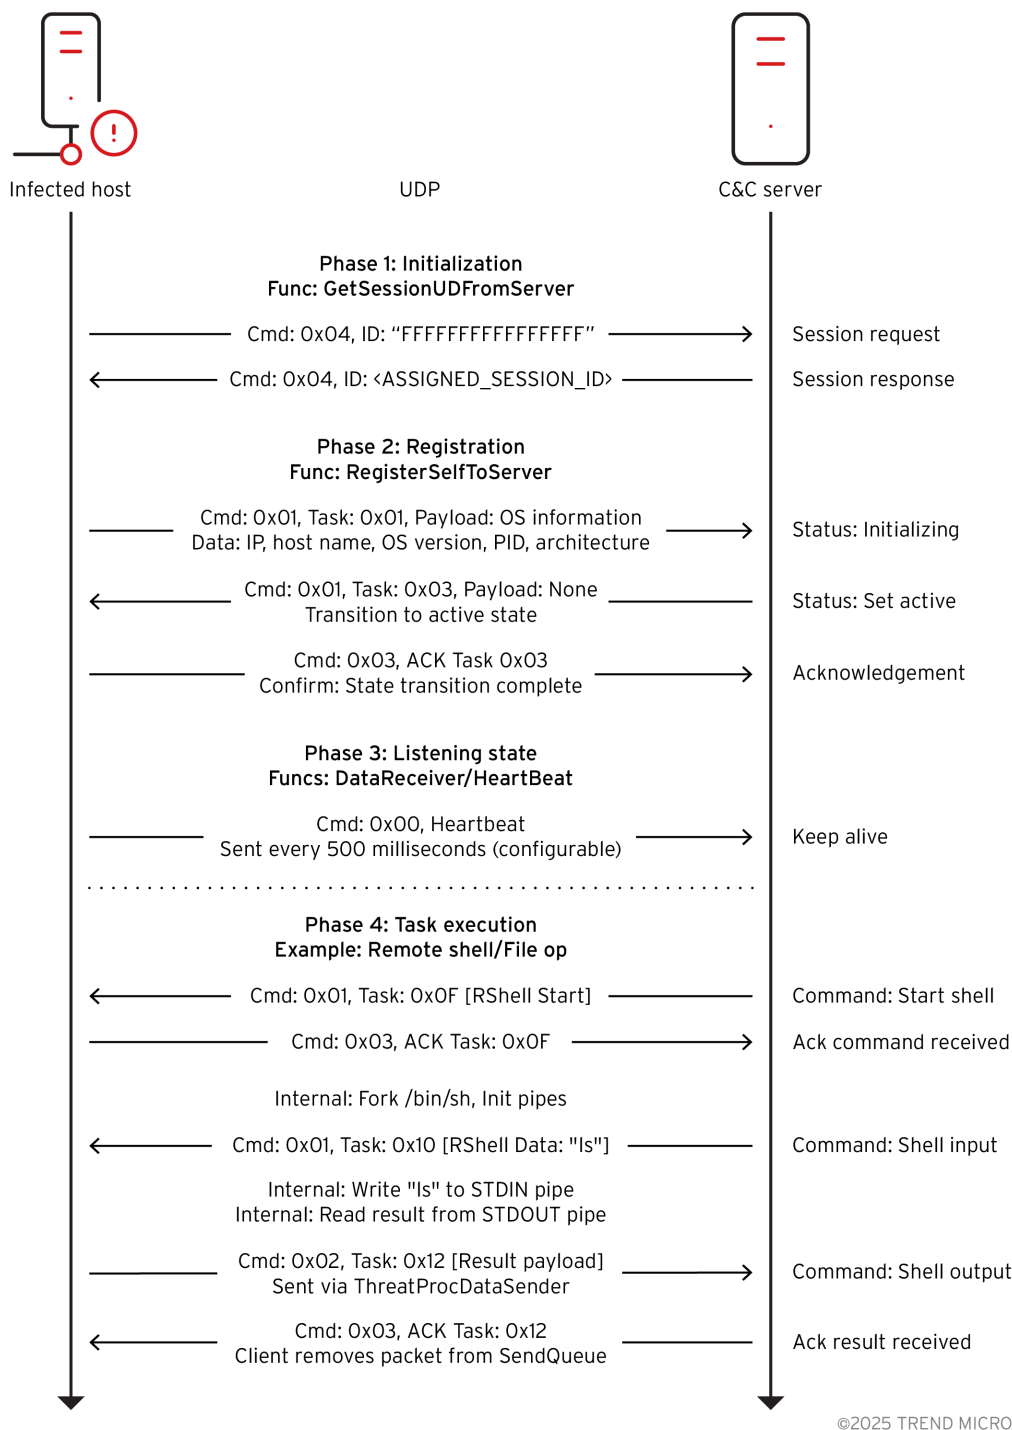 Infected host
UDP
C&C server
Phase 1: Initialization
Func: GetSessionUDFromServer
Cmd: 0x04, ID: “FFFFFFFFFFFFFFFF”
Session request
Cmd: 0x04, ID: <ASSIGNED_SESSION_ID>
Session response
Phase 2: Registration
Func: RegisterSelfToServer
Cmd: 0x01, Task: 0x01, Payload: OS information
Data: IP, host name, OS version, PID, architecture
Status: Initializing
Cmd: 0x01, Task: 0x03, Payload: None
Transition to active state
Status: Set active
Cmd: 0x03, ACK Task 0x03
Confirm: State transition complete
Acknowledgement
Phase 3: Listening state
Funcs: DataReceiver/HeartBeat
Cmd: 0x00, Heartbeat
Sent every 500 milliseconds (configurable)
Keep alive
Phase 4: Task execution
Example: Remote shell/File op
Cmd: 0x01, Task: 0x0F [RShell Start]
Command: Start shell
Cmd: 0x03, ACK Task: 0x0F
Ack command received
Internal: Fork /bin/sh, Init pipes
Cmd: 0x01, Task: 0x10 [RShell Data: "ls"]
Command: Shell input
Internal: Write "ls" to STDIN pipe
Internal: Read result from STDOUT pipe
Cmd: 0x02, Task: 0x12 [Result payload]
Sent via ThreatProcDataSender
Command: Shell output
Cmd: 0x03, ACK Task: 0x12
Client removes packet from SendQueue
Ack result received
©2025 TREND MICRO